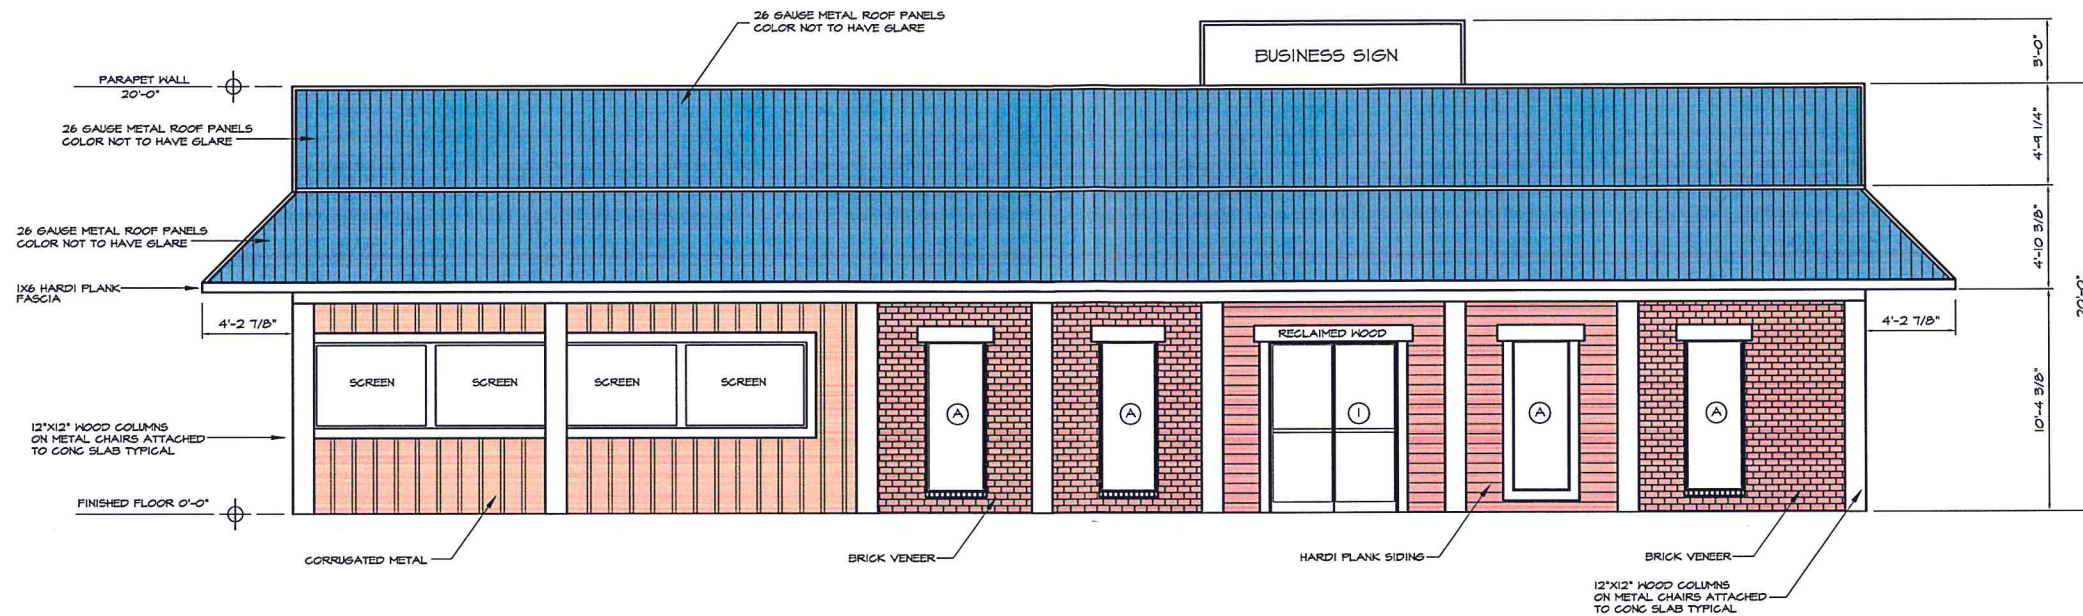 26 GAUGE METAL ROOF PANELS
COLOR NOT TO HAVE GLARE
BUSINESS SIGN
3'-0"
PARAPET WALL
20'-0"
26 GAUGE METAL ROOF PANELS
COLOR NOT TO HAVE GLARE
4'-9 1/4"
26 GAUGE METAL ROOF PANELS
COLOR NOT TO HAVE GLARE
4'-10 3/8"
1X6 HARDI PLANK
FASCIA
20'-0"
4'-2 7/8"
4'-2 7/8"
RECLAIMED WOOD
SCREEN
SCREEN
SCREEN
SCREEN
A
A
1
A
A
10'-4 3/8"
12"X12" WOOD COLUMNS
ON METAL CHAIRS ATTACHED
TO CONC SLAB TYPICAL
FINISHED FLOOR 0'-0"
CORRUGATED METAL
BRICK VENEER
HARDI PLANK SIDING
BRICK VENEER
12"X12" WOOD COLUMNS
ON METAL CHAIRS ATTACHED
TO CONC SLAB TYPICAL